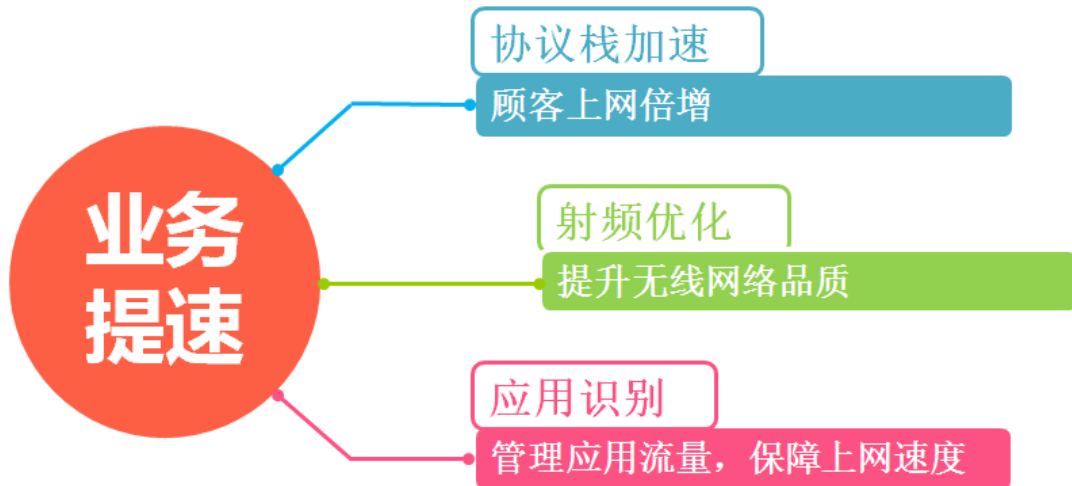 业务
提速
协议栈加速
顾客上网倍增
射频优化
提升无线网络品质
应用识别
管理应用流量，保障上网速度